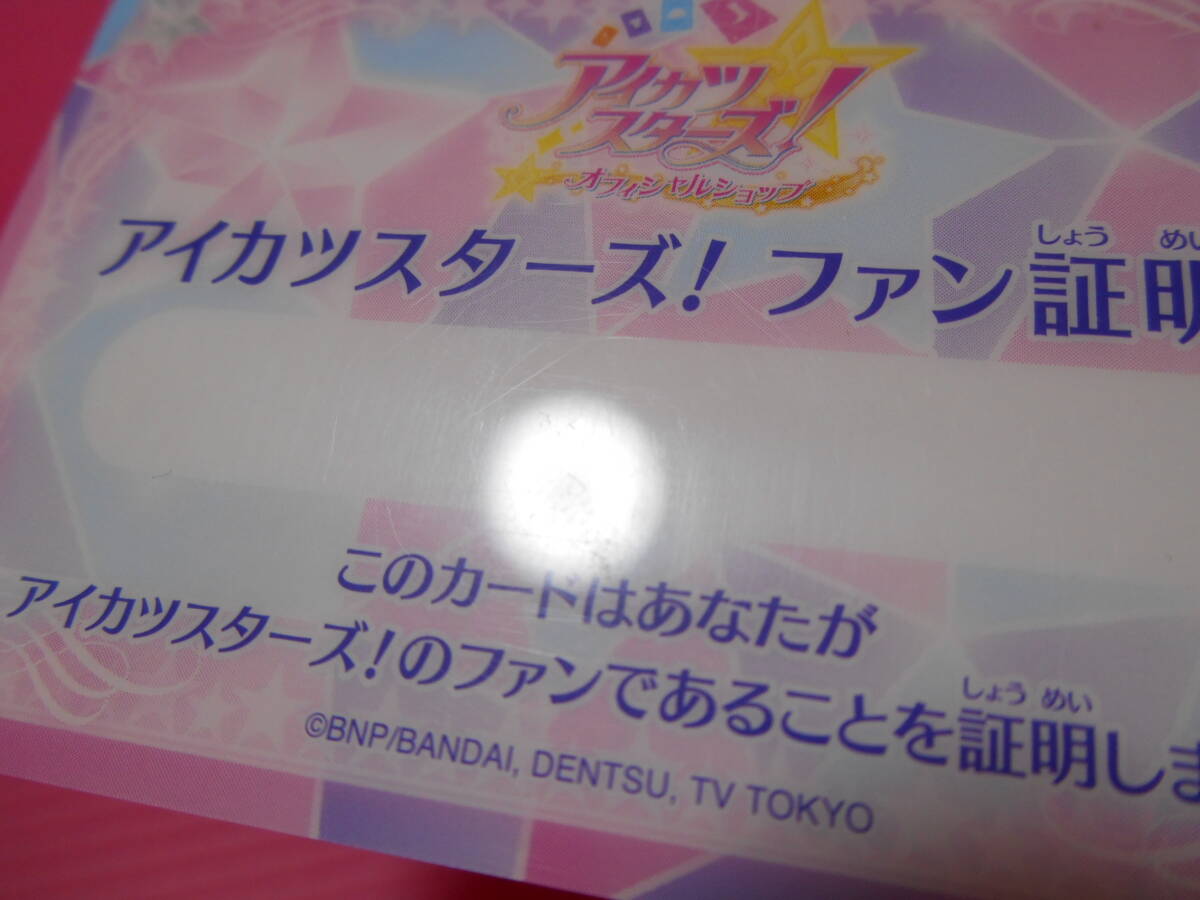 アイカツ
スターズ!
オフィシャルショップ
しょう めい
アイカツスターズ! ファン証明
このカードはあなたが
しょう めい
アイカツスターズ!のファンであることを証明しま
©BNP/BANDAI, DENTSU, TV TOKYO